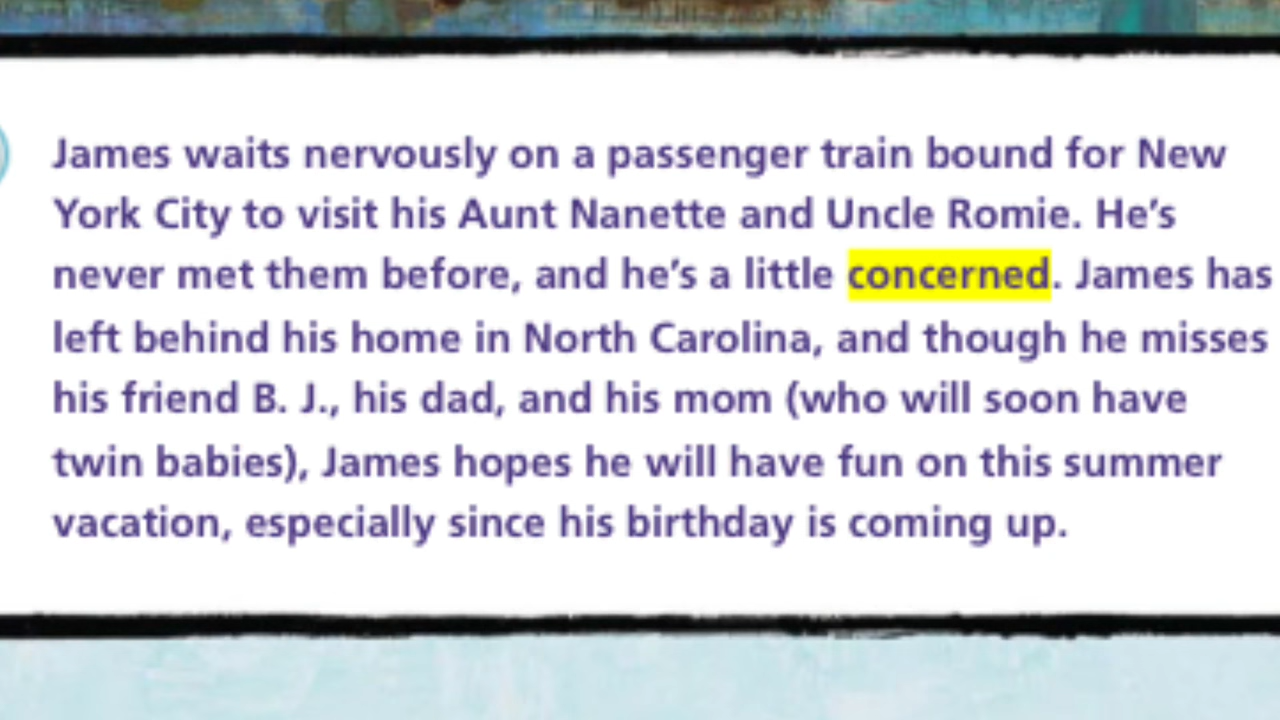 James waits nervously on a passenger train bound for New
York City to visit his Aunt Nanette and Uncle Romie. He’s
never met them before, and he’s a little concerned. James has
left behind his home in North Carolina, and though he misses
his friend B. J., his dad, and his mom (who will soon have
twin babies), James hopes he will have fun on this summer
vacation, especially since his birthday is coming up.